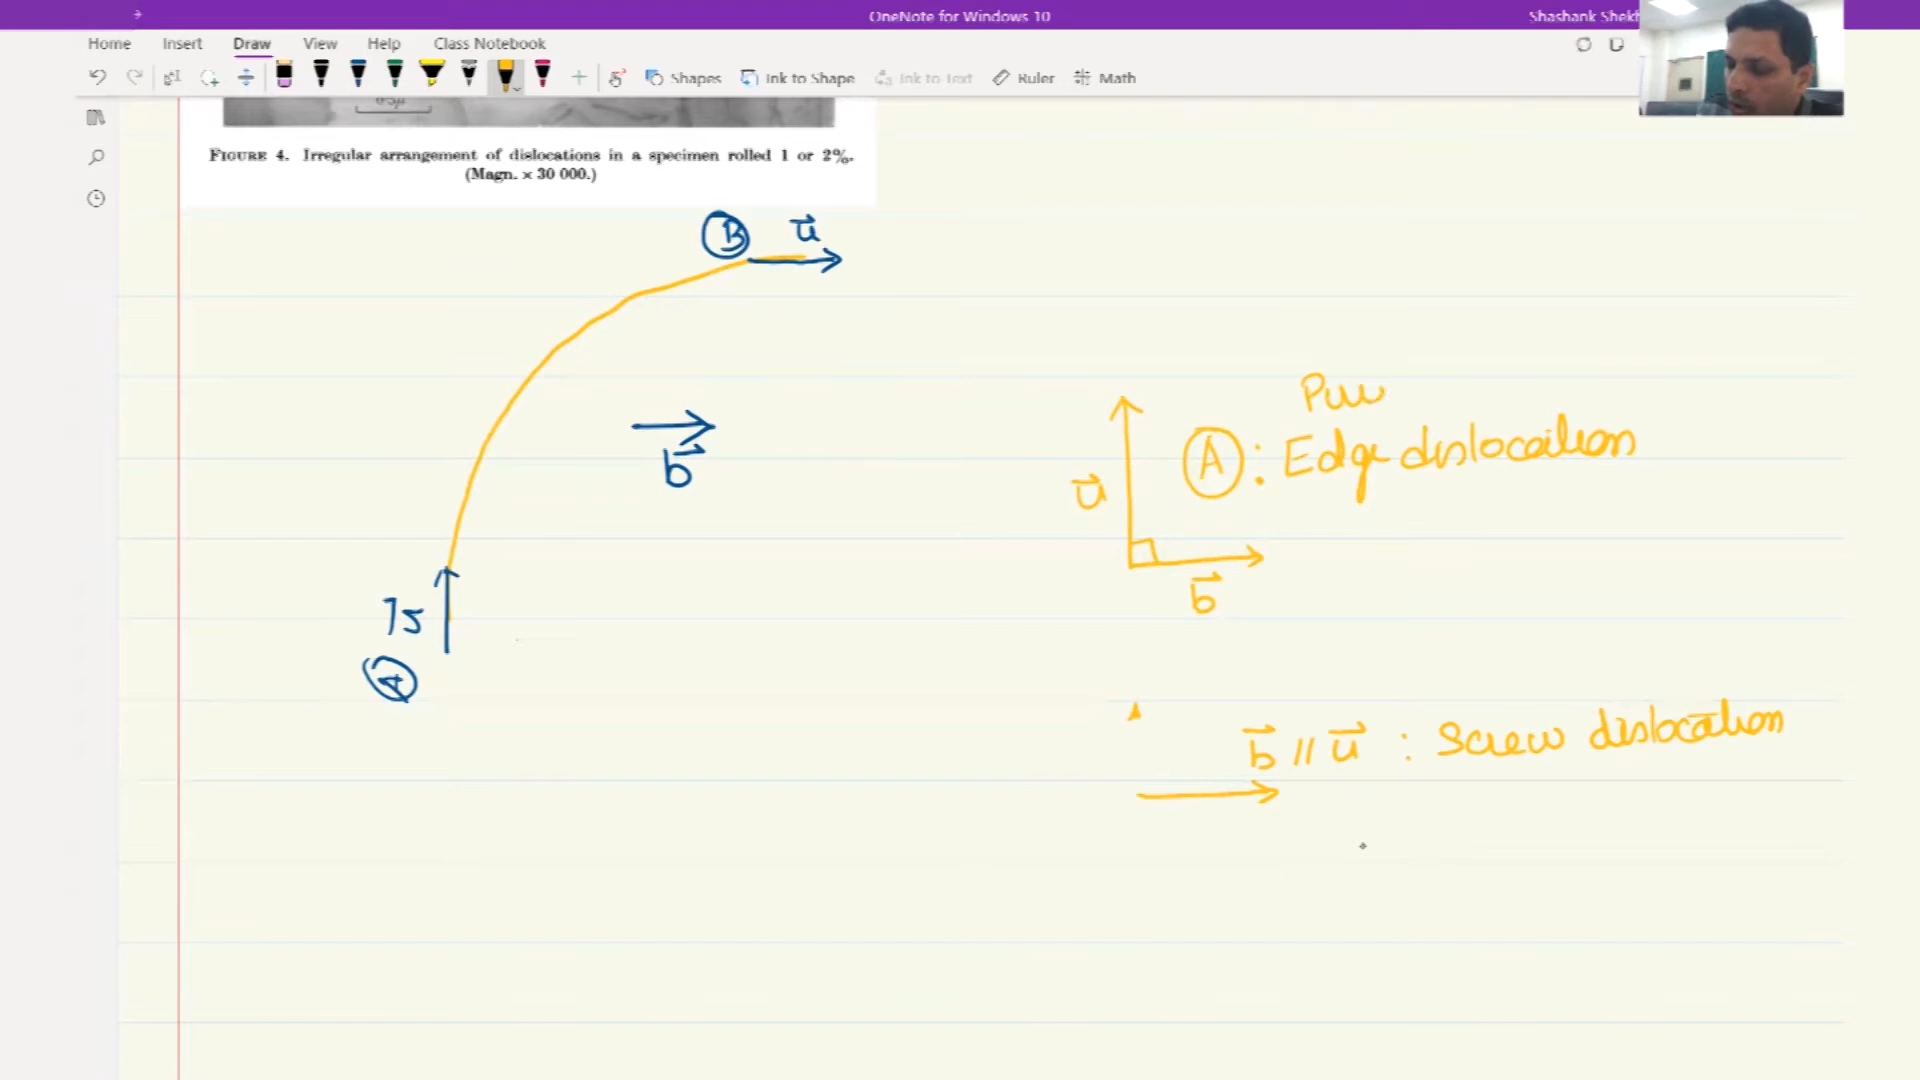 OneNote for Windows 10
Shashank Shekh
Home Insert Draw View Help Class Notebook
Shapes Ink to Shape Ink to Text Ruler Math
0·5μ
FIGURE 4. Irregular arrangement of dislocations in a specimen rolled 1 or 2%.
(Magn. × 30 000.)
B u⃗
b⃗
A
Pure
u⃗ A : Edge dislocation
b⃗
b⃗ // u⃗ : Screw dislocation